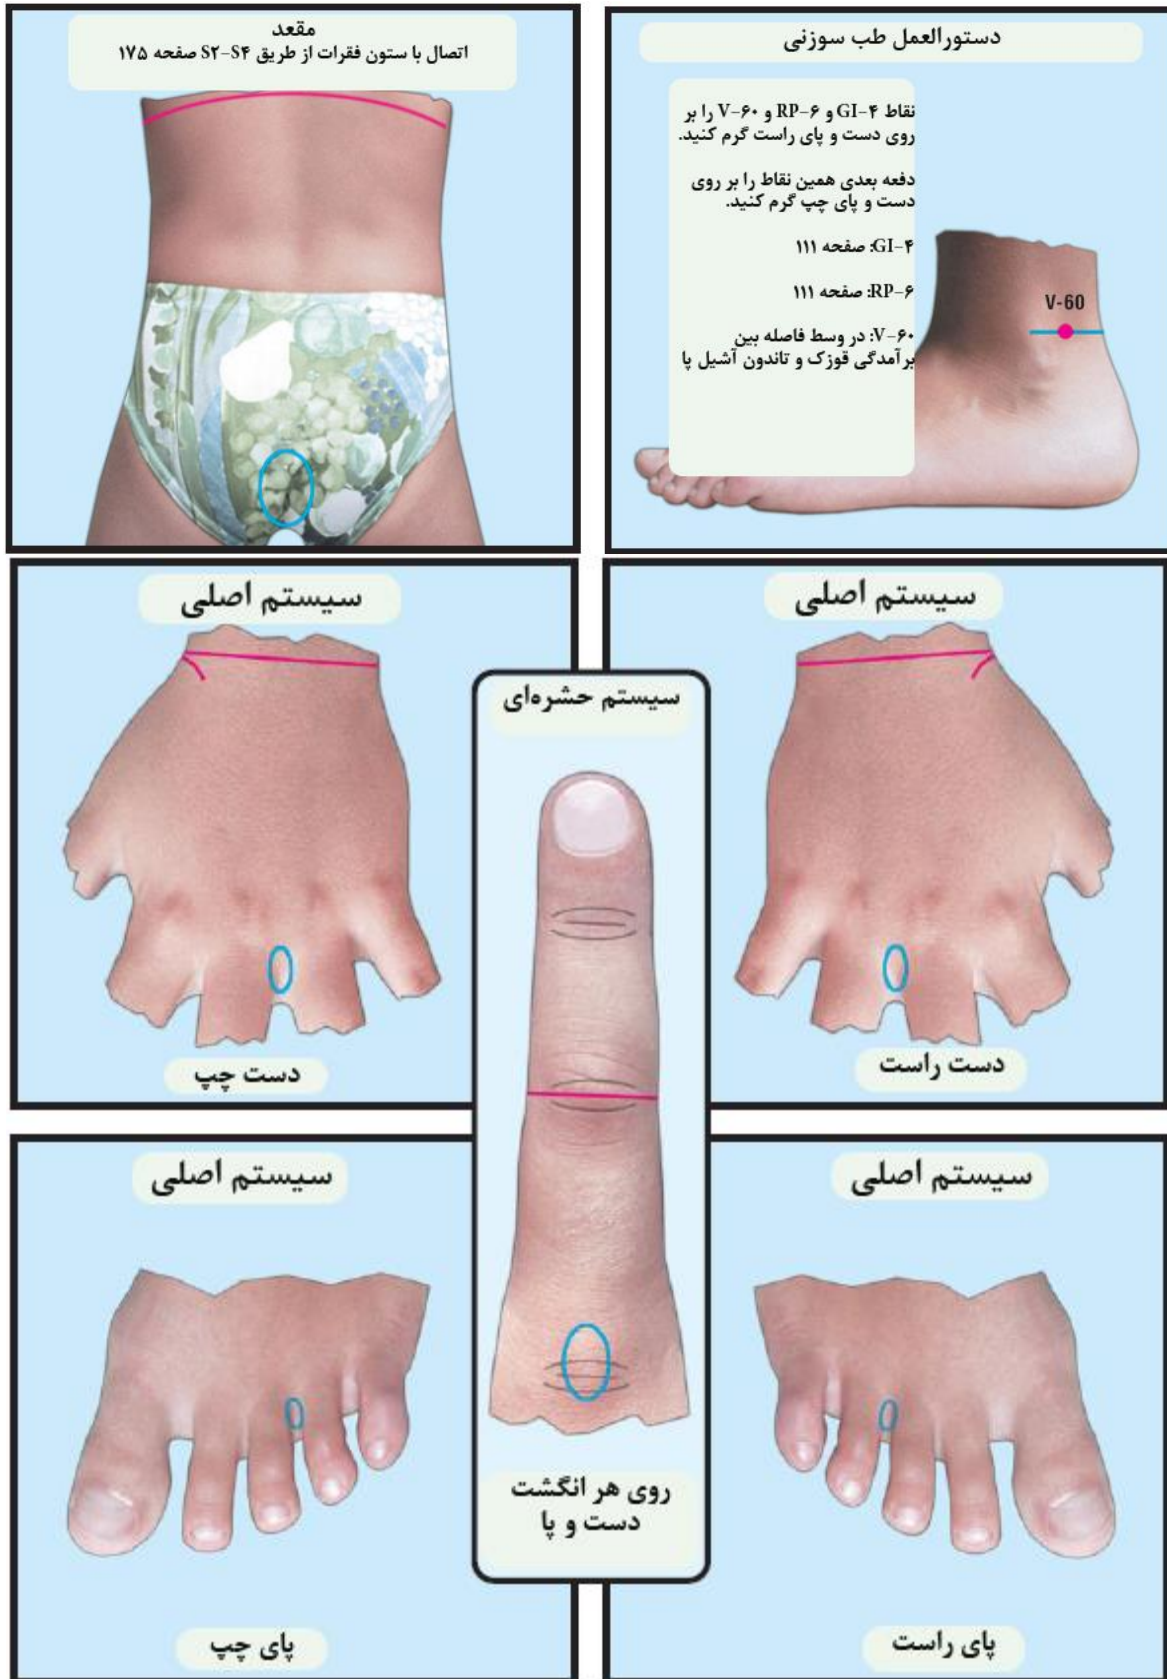 دستورالعمل طب سوزنی
نقاط GI-۴ و RP-۶ و V-۶۰ را بر
روی دست و پای راست گرم کنید.
دفعه بعدی همین نقاط را بر روی
دست و پای چپ گرم کنید.
GI-۴: صفحه ۱۱۱
RP-۶: صفحه ۱۱۱
V-۶۰: در وسط فاصله بین
برآمدگی قوزک و تاندون آشیل پا
V-60
مقعد
اتصال با ستون فقرات از طریق S۲-S۴ صفحه ۱۷۵
سیستم اصلی
دست راست
سیستم حشره‌ای
روی هر انگشت
دست و پا
سیستم اصلی
دست چپ
سیستم اصلی
پای راست
سیستم اصلی
پای چپ